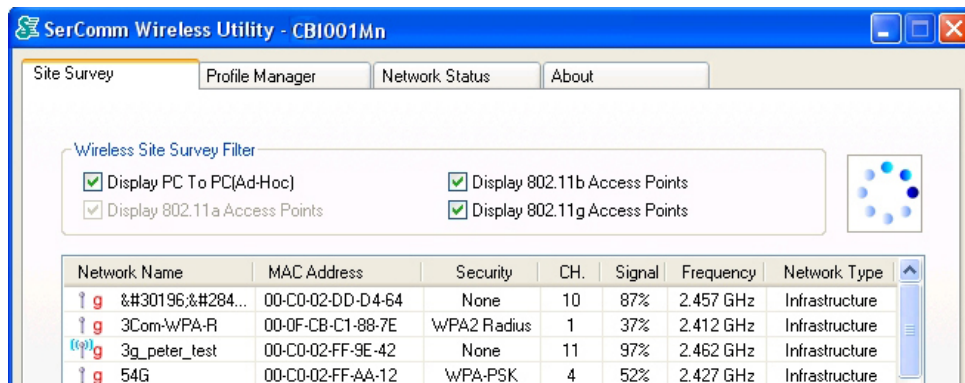 SerComm Wireless Utility - CBI001Mn
Site Survey Profile Manager Network Status About
Wireless Site Survey Filter
Display PC To PC(Ad-Hoc) Display 802.11b Access Points
Display 802.11a Access Points Display 802.11g Access Points
Network Name MAC Address Security CH. Signal Frequency Network Type
g &#30196;&#284... 00-C0-02-DD-D4-64 None 10 87% 2.457 GHz Infrastructure
g 3Com-WPA-R 00-0F-CB-C1-88-7E WPA2 Radius 1 37% 2.412 GHz Infrastructure
g 3g_peter_test 00-C0-02-FF-9E-42 None 11 97% 2.462 GHz Infrastructure
g 54G 00-C0-02-FF-AA-12 WPA-PSK 4 52% 2.427 GHz Infrastructure